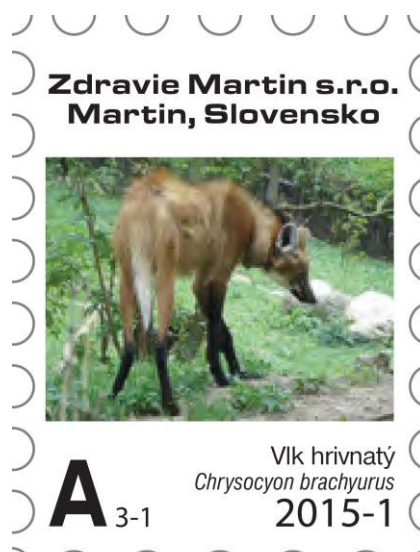 Zdravie Martin s.r.o.
Martin, Slovensko
Vlk hrivnatý
Chrysocyon brachyurus
A 3-1
2015-1